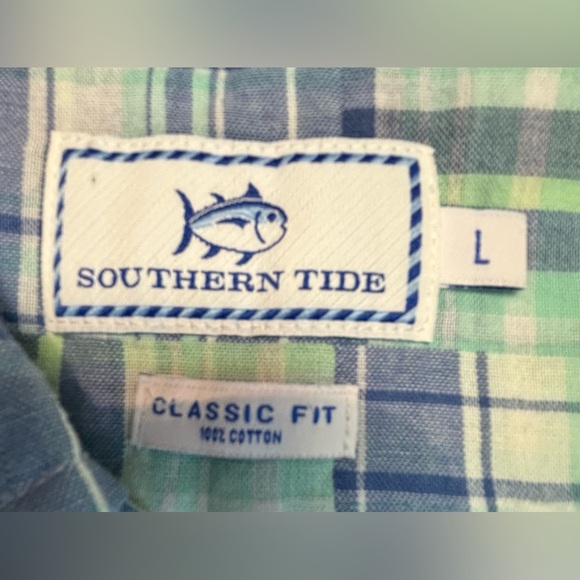 SOUTHERN TIDE
L
CLASSIC FIT
100% COTTON